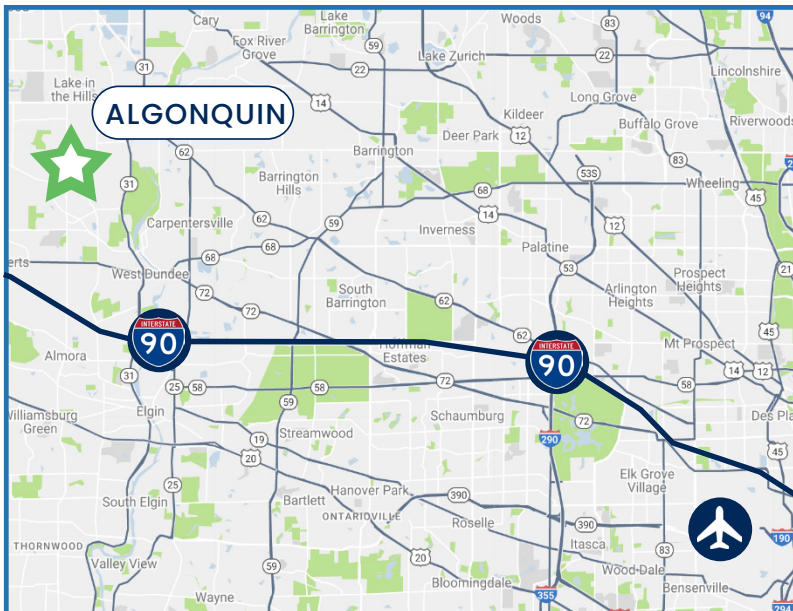 Cary
Lake
Barrington
Woods
83
94
Fox River
Grove
59
22
31
22
Lake Zurich
Lincolnshire
Lake in
the Hills
14
Long Grove
Kildeer
ALGONQUIN
Buffalo Grove
Riverwoods
12
Deer Park
62
Barrington
83
31
Barrington
Hills
53S
Wheeling
68
45
62
14
59
Carpentersville
Inverness
12
68
Palatine
68
53
21
West Dundee
Prospect
Heights
72
South
Barrington
Arlington
Heights
62
72
62
INTERSTATE
90
Hoffman
Estates
INTERSTATE
90
Mt Prospect
Almora
14
12
31
25
58
58
72
58
59
Elgin
Williamsburg
Green
Schaumburg
72
Des Pla
19
Streamwood
290
20
45
Elk Grove
Village
25
Hanover Park
South Elgin
Bartlett
390
ONTARIOVILLE
Roselle
390
190
Itasca
THORNWOOD
83
20
Valley View
59
Wood Dale
Bloomingdale
Bensenville
355
Wayne
294